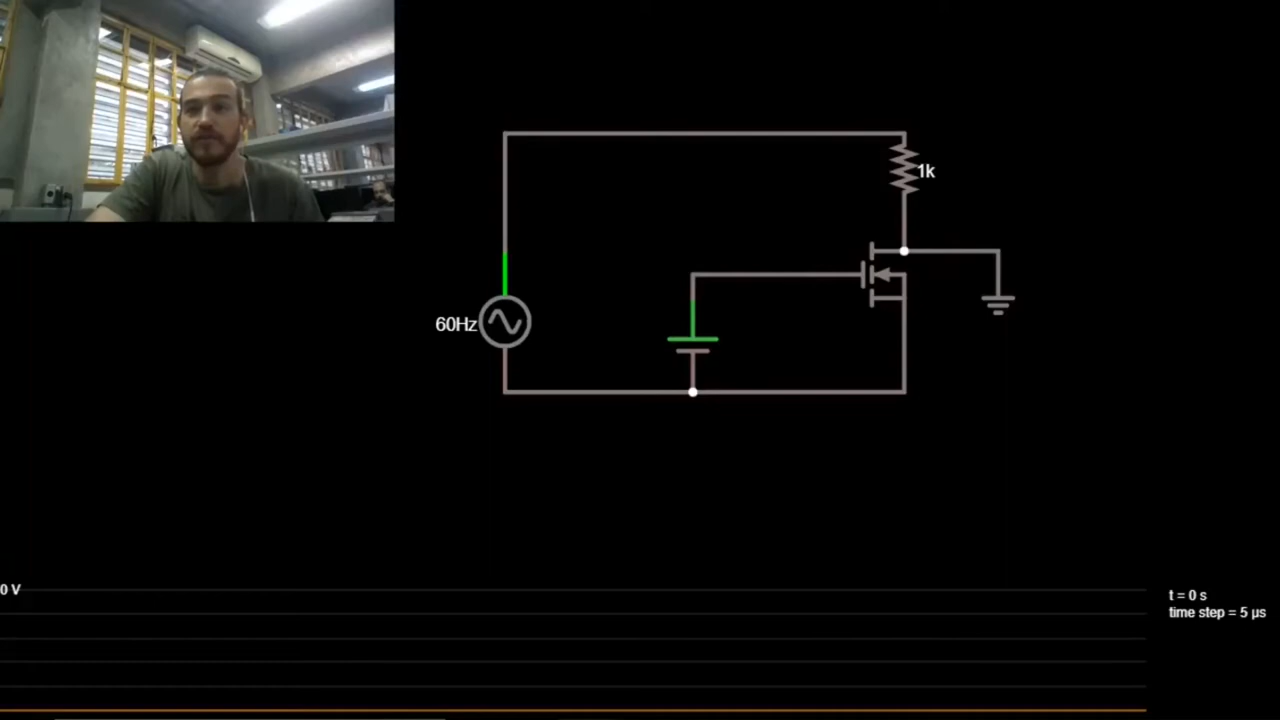 1k
60Hz
0 V
t = 0 s
time step = 5 µs